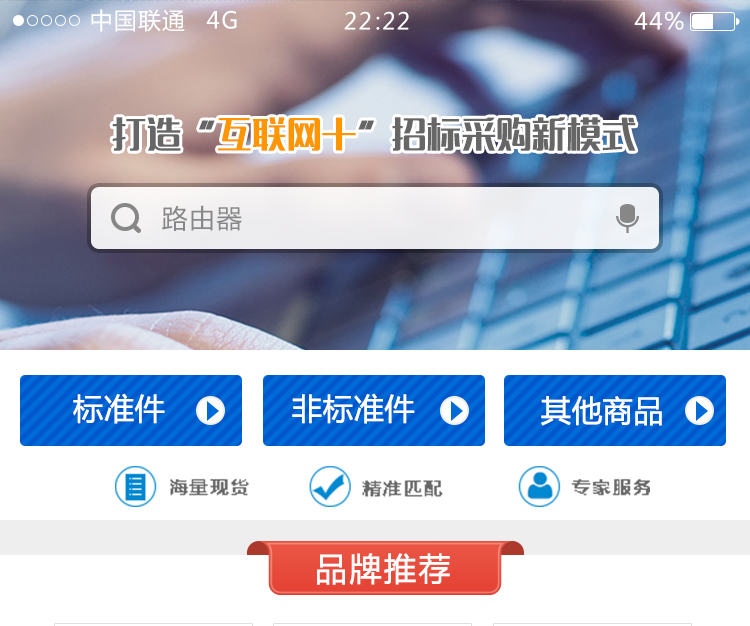 中国联通 4G 22:22 44%
打造“互联网十”招标采购新模式
路由器
标准件 非标准件 其他商品
海量现货 精准匹配 专家服务
品牌推荐